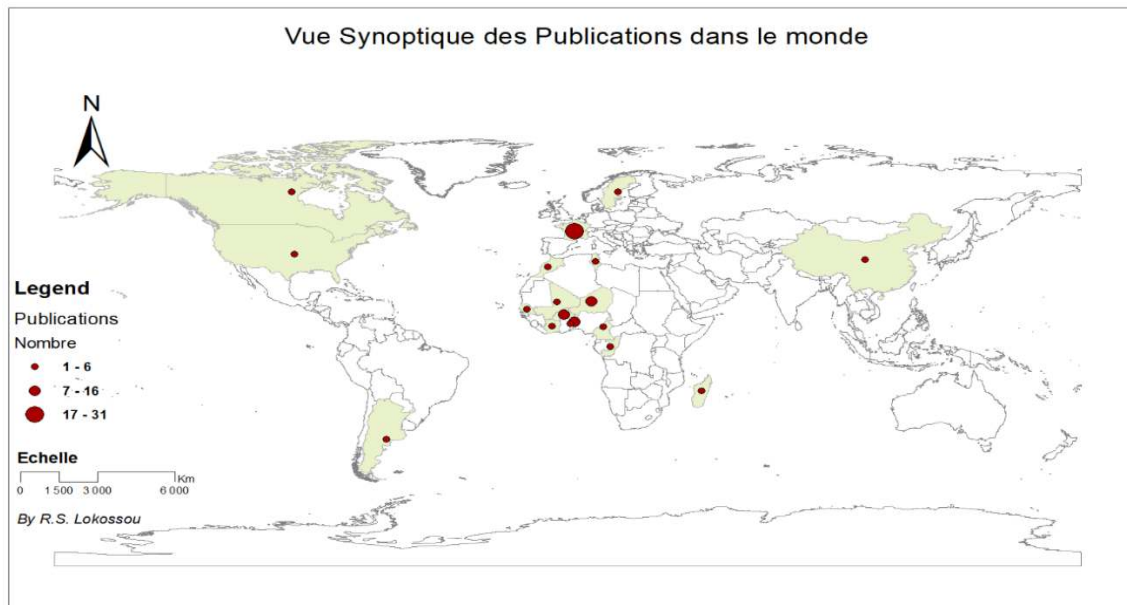 Vue Synoptique des Publications dans le monde
N
Legend
Publications
Nombre
1 - 6
7 - 16
17 - 31
Echelle
Km
0 1 500 3 000 6 000
By R.S. Lokossou